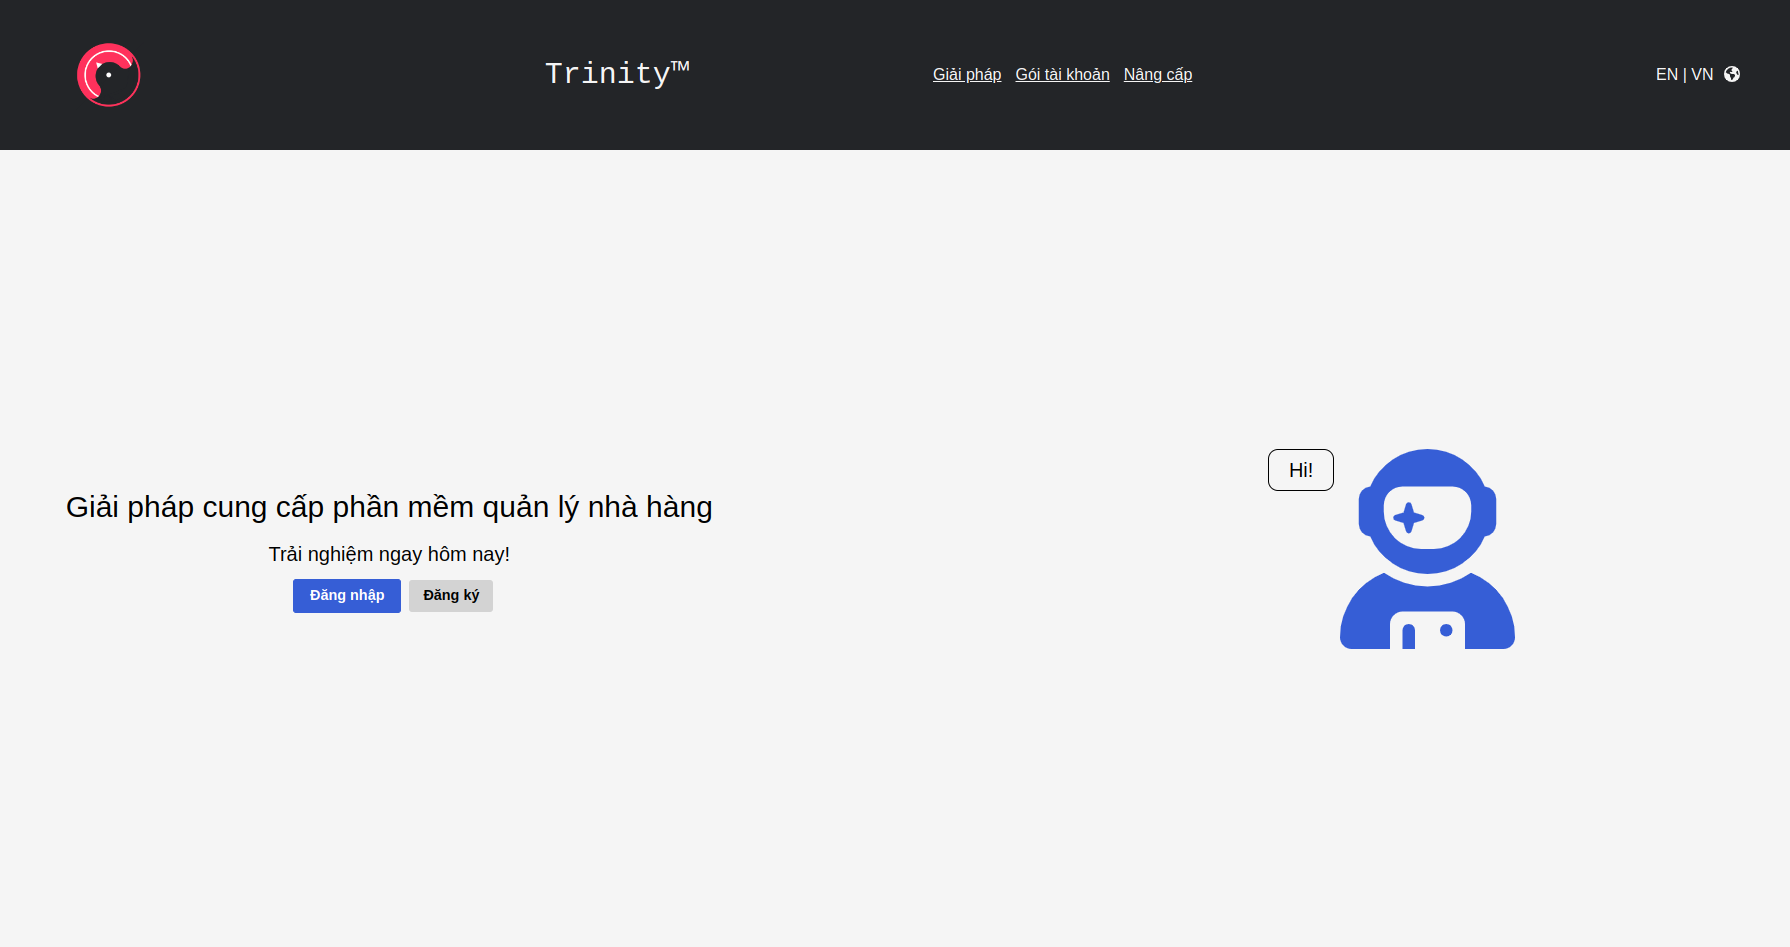 Trinity™
Giải pháp Gói tài khoản Nâng cấp
EN | VN
Hi!
Giải pháp cung cấp phần mềm quản lý nhà hàng
Trải nghiệm ngay hôm nay!
Đăng nhập Đăng ký